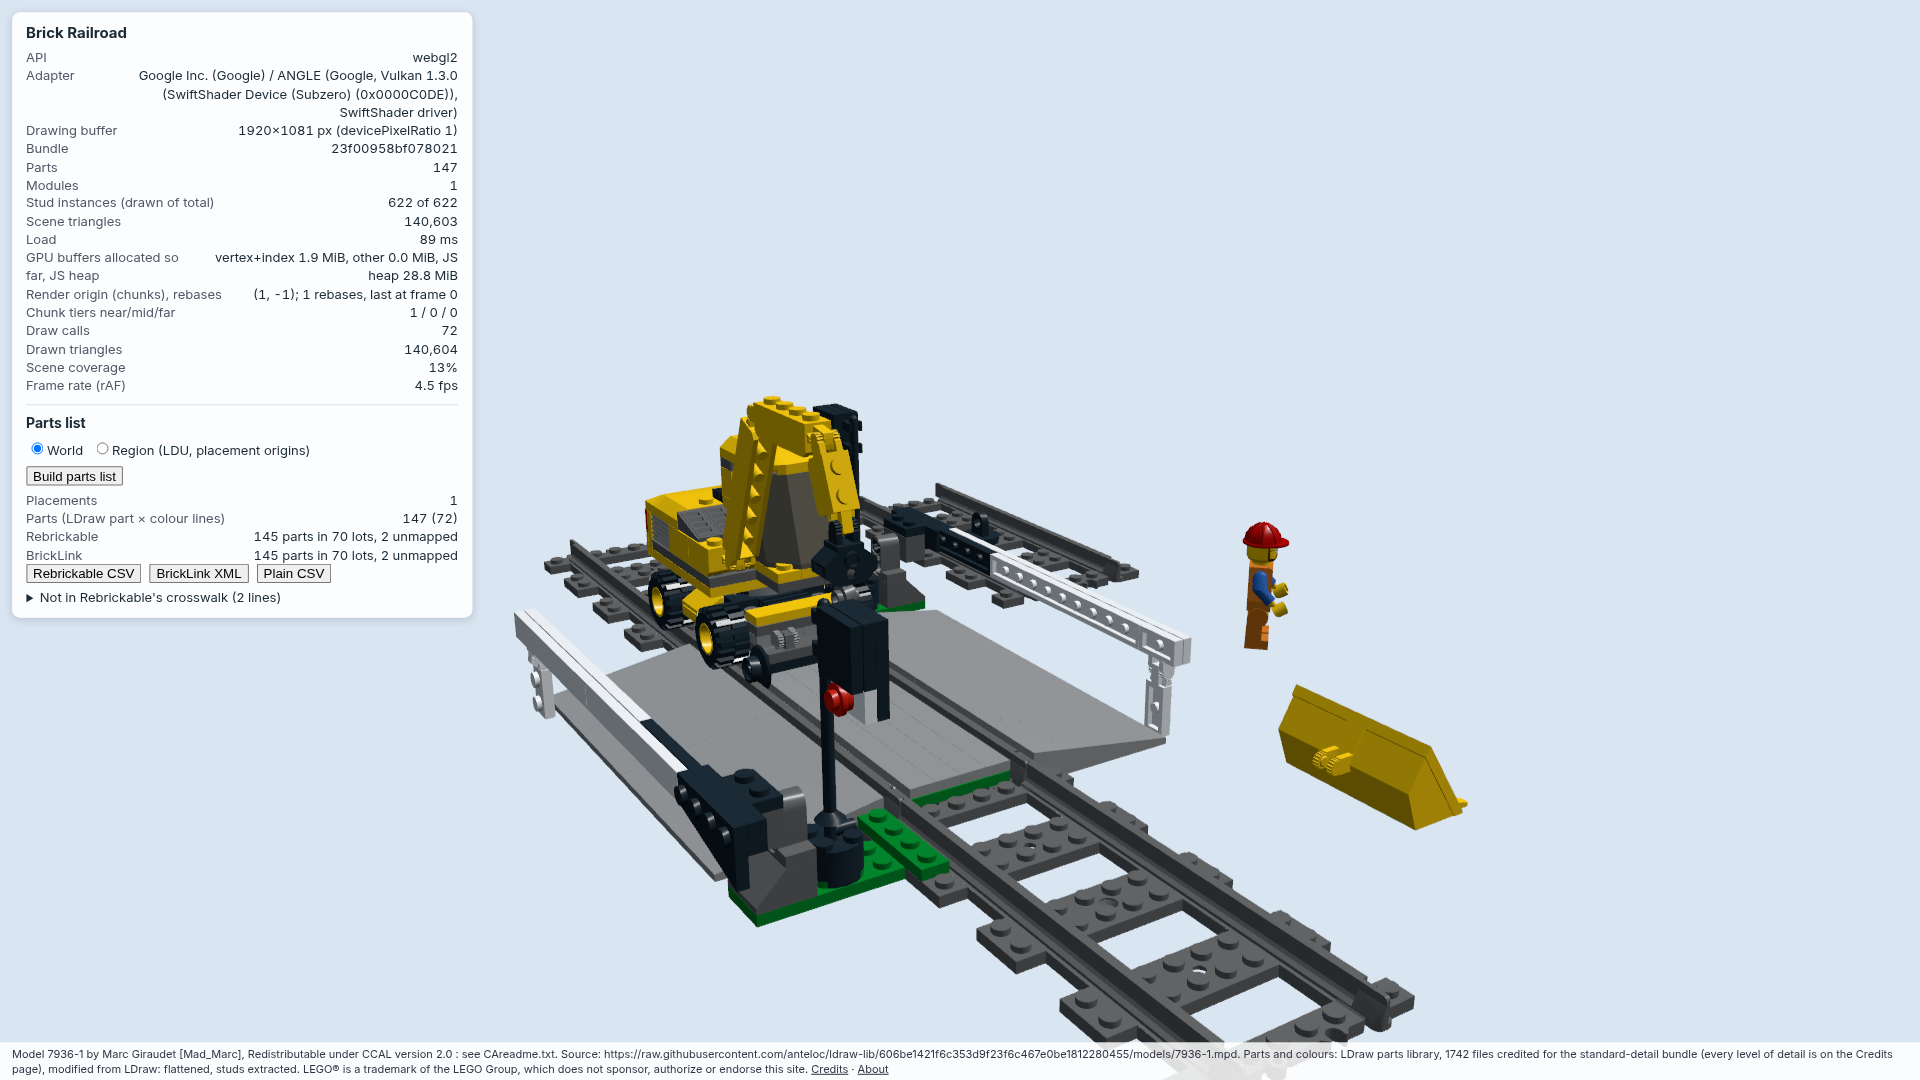 Brick Railroad
API webgl2
Adapter Google Inc. (Google) / ANGLE (Google, Vulkan 1.3.0
(SwiftShader Device (Subzero) (0x0000C0DE)),
SwiftShader driver)
Drawing buffer 1920×1081 px (devicePixelRatio 1)
Bundle 23f00958bf078021
Parts 147
Modules 1
Stud instances (drawn of total) 622 of 622
Scene triangles 140,603
Load 89 ms
GPU buffers allocated so vertex+index 1.9 MiB, other 0.0 MiB, JS
far, JS heap heap 28.8 MiB
Render origin (chunks), rebases (1, -1); 1 rebases, last at frame 0
Chunk tiers near/mid/far 1 / 0 / 0
Draw calls 72
Drawn triangles 140,604
Scene coverage 13%
Frame rate (rAF) 4.5 fps
Parts list
World Region (LDU, placement origins)
Build parts list
Placements 1
Parts (LDraw part × colour lines) 147 (72)
Rebrickable 145 parts in 70 lots, 2 unmapped
BrickLink 145 parts in 70 lots, 2 unmapped
Rebrickable CSV BrickLink XML Plain CSV
▶ Not in Rebrickable's crosswalk (2 lines)
Model 7936-1 by Marc Giraudet [Mad_Marc], Redistributable under CCAL version 2.0 : see CAreadme.txt. Source: https://raw.githubusercontent.com/anteloc/ldraw-lib/606be1421f6c353d9f23f6c467e0be1812280455/models/7936-1.mpd. Parts and colours: LDraw parts library, 1742 files credited for the standard-detail bundle (every level of detail is on the Credits
page), modified from LDraw: flattened, studs extracted. LEGO® is a trademark of the LEGO Group, which does not sponsor, authorize or endorse this site. Credits · About